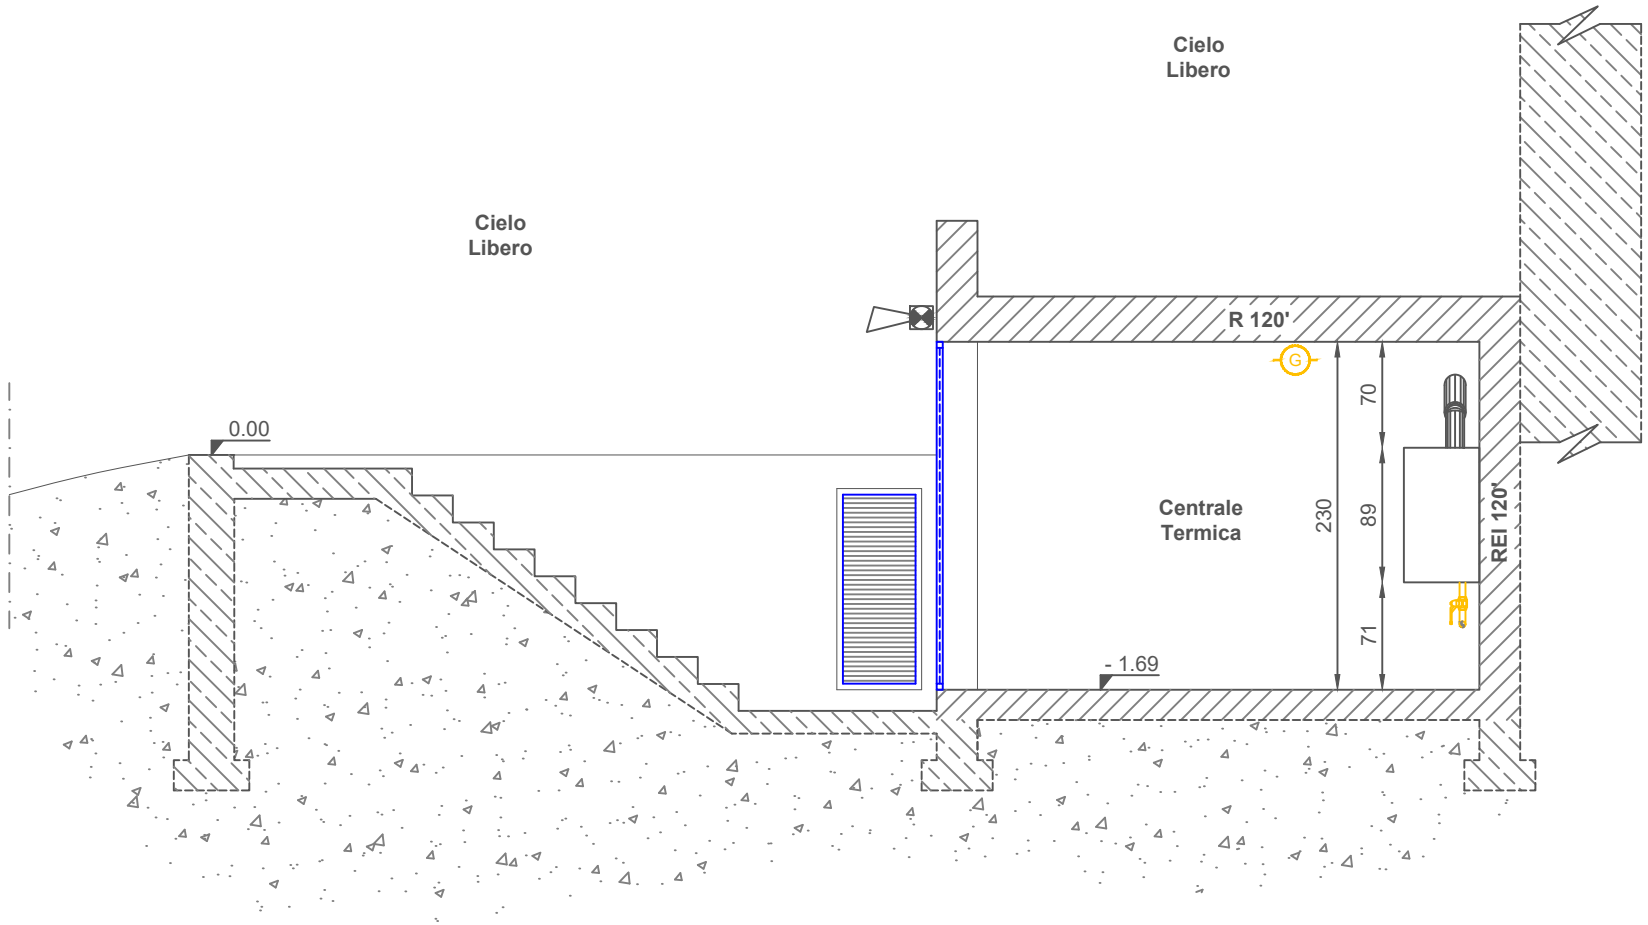 Cielo
Libero
Cielo
Libero
R 120'
G
70
0.00
Centrale
Termica
230
89
REI 120'
71
- 1.69